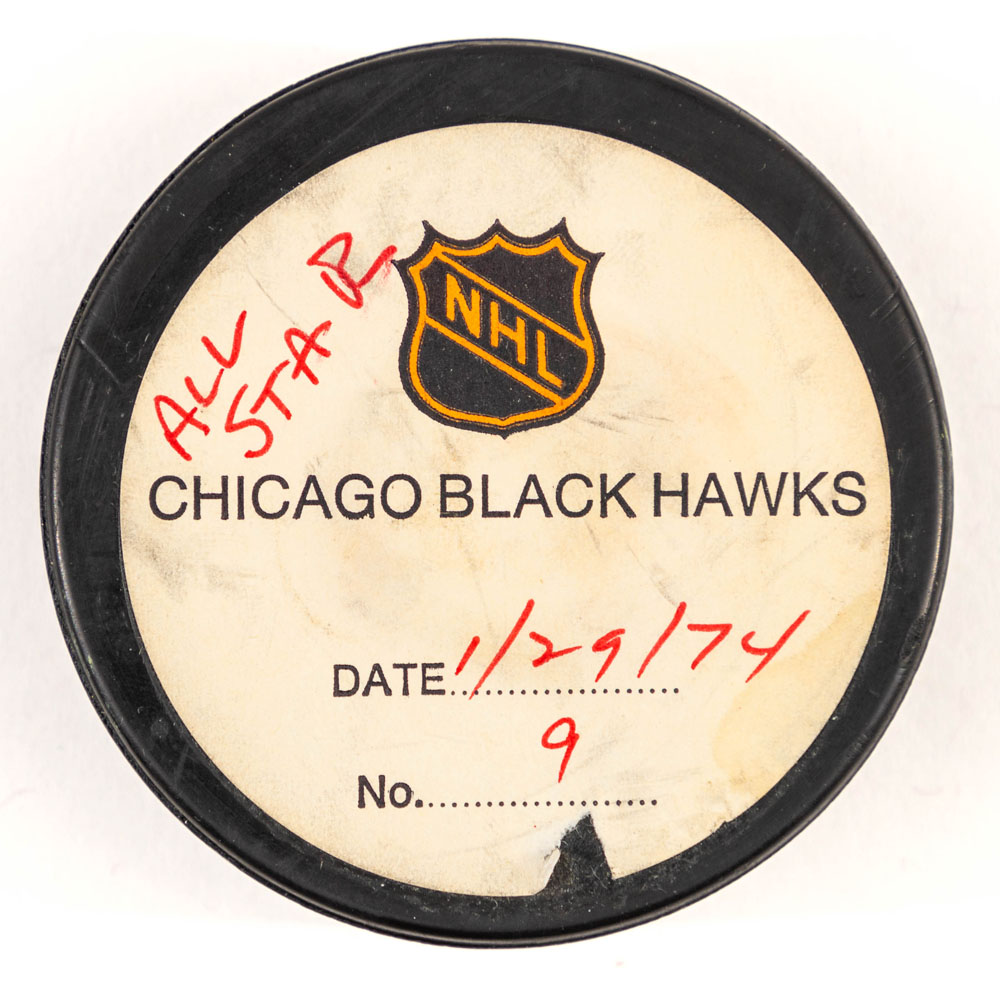 ALL
STAR
NHL
CHICAGO BLACK HAWKS
DATE....1/29/74....
No......9......